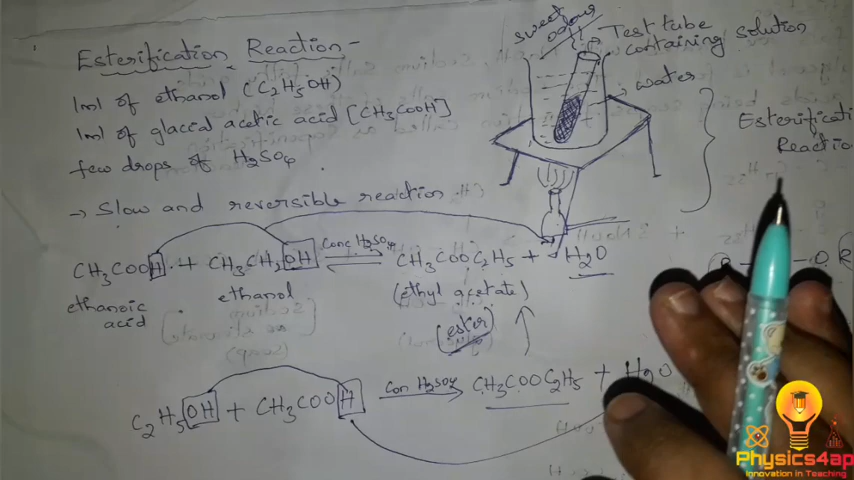 Esterification Reaction -
1ml of ethanol (C2H5OH)
1ml of glacial acetic acid [CH3COOH]
few drops of H2SO4
→ Slow and reversible reaction
sweet odour
Test tube
containing solution
water
Esterificati
Reactio
CH3COOH + CH3CH2OH ⇌ Conc H2SO4 CH3COOC2H5 + H2O
ethanoic acid
ethanol
(ethyl acetate)
(ester)
C2H5OH + CH3COOH Con H2SO4 → CH3COOC2H5 + H2O
Physics4ap
Innovation in Teaching